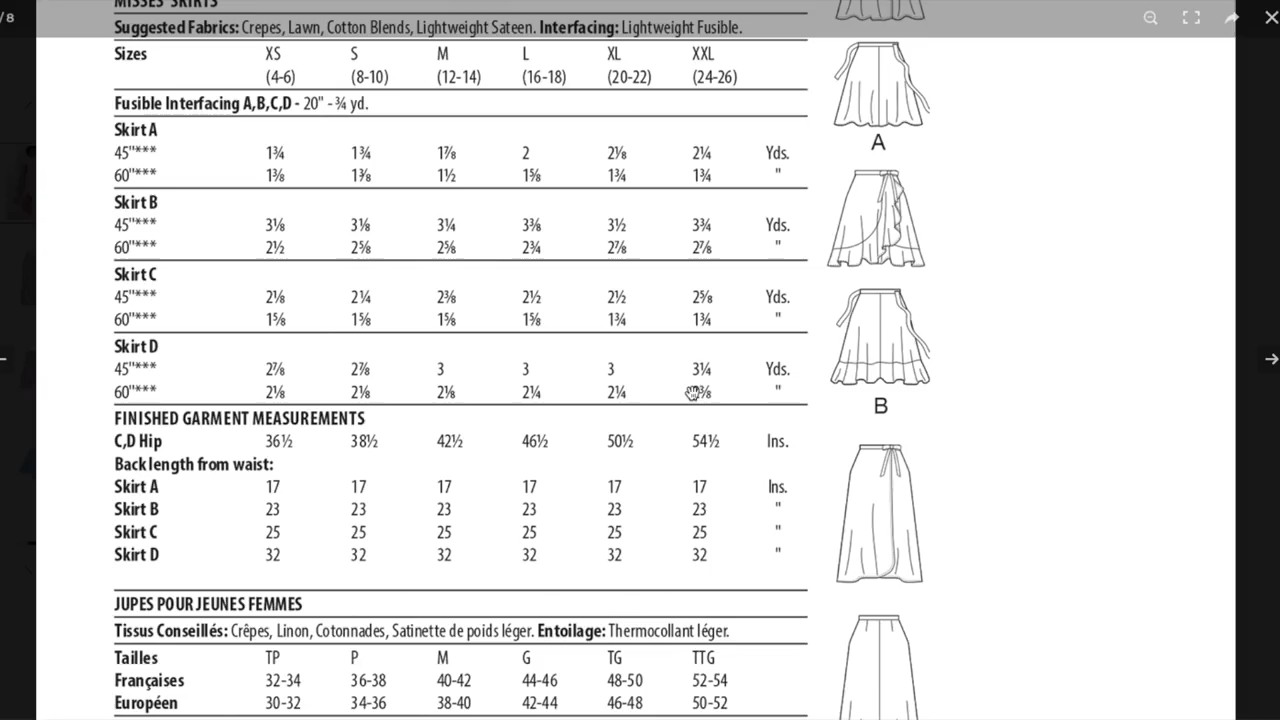 /8
MISSES' SKIRTS
Suggested Fabrics: Crepes, Lawn, Cotton Blends, Lightweight Sateen. Interfacing: Lightweight Fusible.
Sizes XS S M L XL XXL
(4-6) (8-10) (12-14) (16-18) (20-22) (24-26)
Fusible Interfacing A,B,C,D - 20" - ¾ yd.
Skirt A
45"*** 1¾ 1¾ 1⅞ 2 2⅛ 2¼ Yds.
60"*** 1⅜ 1⅜ 1½ 1⅝ 1¾ 1¾ "
Skirt B
45"*** 3⅛ 3⅛ 3¼ 3⅜ 3½ 3¾ Yds.
60"*** 2½ 2⅝ 2⅝ 2¾ 2⅞ 2⅞ "
Skirt C
45"*** 2⅛ 2¼ 2⅜ 2½ 2½ 2⅝ Yds.
60"*** 1⅝ 1⅝ 1⅝ 1⅝ 1¾ 1¾ "
Skirt D
45"*** 2⅞ 2⅞ 3 3 3 3¼ Yds.
60"*** 2⅛ 2⅛ 2⅛ 2¼ 2¼ ⅜ "
FINISHED GARMENT MEASUREMENTS
C,D Hip 36½ 38½ 42½ 46½ 50½ 54½ Ins.
Back length from waist:
Skirt A 17 17 17 17 17 17 Ins.
Skirt B 23 23 23 23 23 23 "
Skirt C 25 25 25 25 25 25 "
Skirt D 32 32 32 32 32 32 "
JUPES POUR JEUNES FEMMES
Tissus Conseillés: Crêpes, Linon, Cotonnades, Satinette de poids léger. Entoilage: Thermocollant léger.
Tailles TP P M G TG TTG
Françaises 32-34 36-38 40-42 44-46 48-50 52-54
Européen 30-32 34-36 38-40 42-44 46-48 50-52
A
B